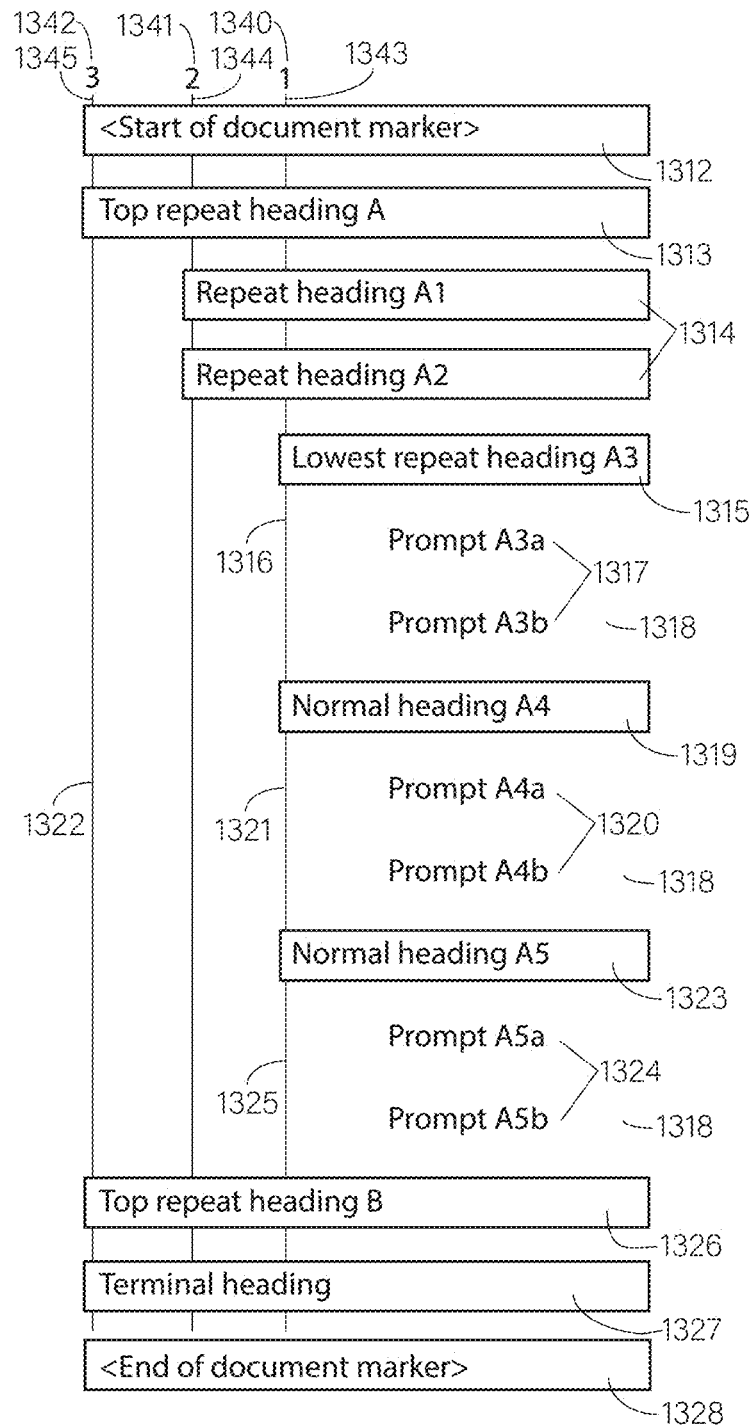 1342 1341 1340
1345 3 2 1344 1 1343
<Start of document marker>
1312
Top repeat heading A
1313
Repeat heading A1
1314
Repeat heading A2
Lowest repeat heading A3
1315
1316
Prompt A3a
1317
Prompt A3b 1318
Normal heading A4
1319
Prompt A4a
1322 1321 1320
Prompt A4b 1318
Normal heading A5
1323
Prompt A5a
1325 1324
Prompt A5b 1318
Top repeat heading B
1326
Terminal heading
1327
<End of document marker>
1328